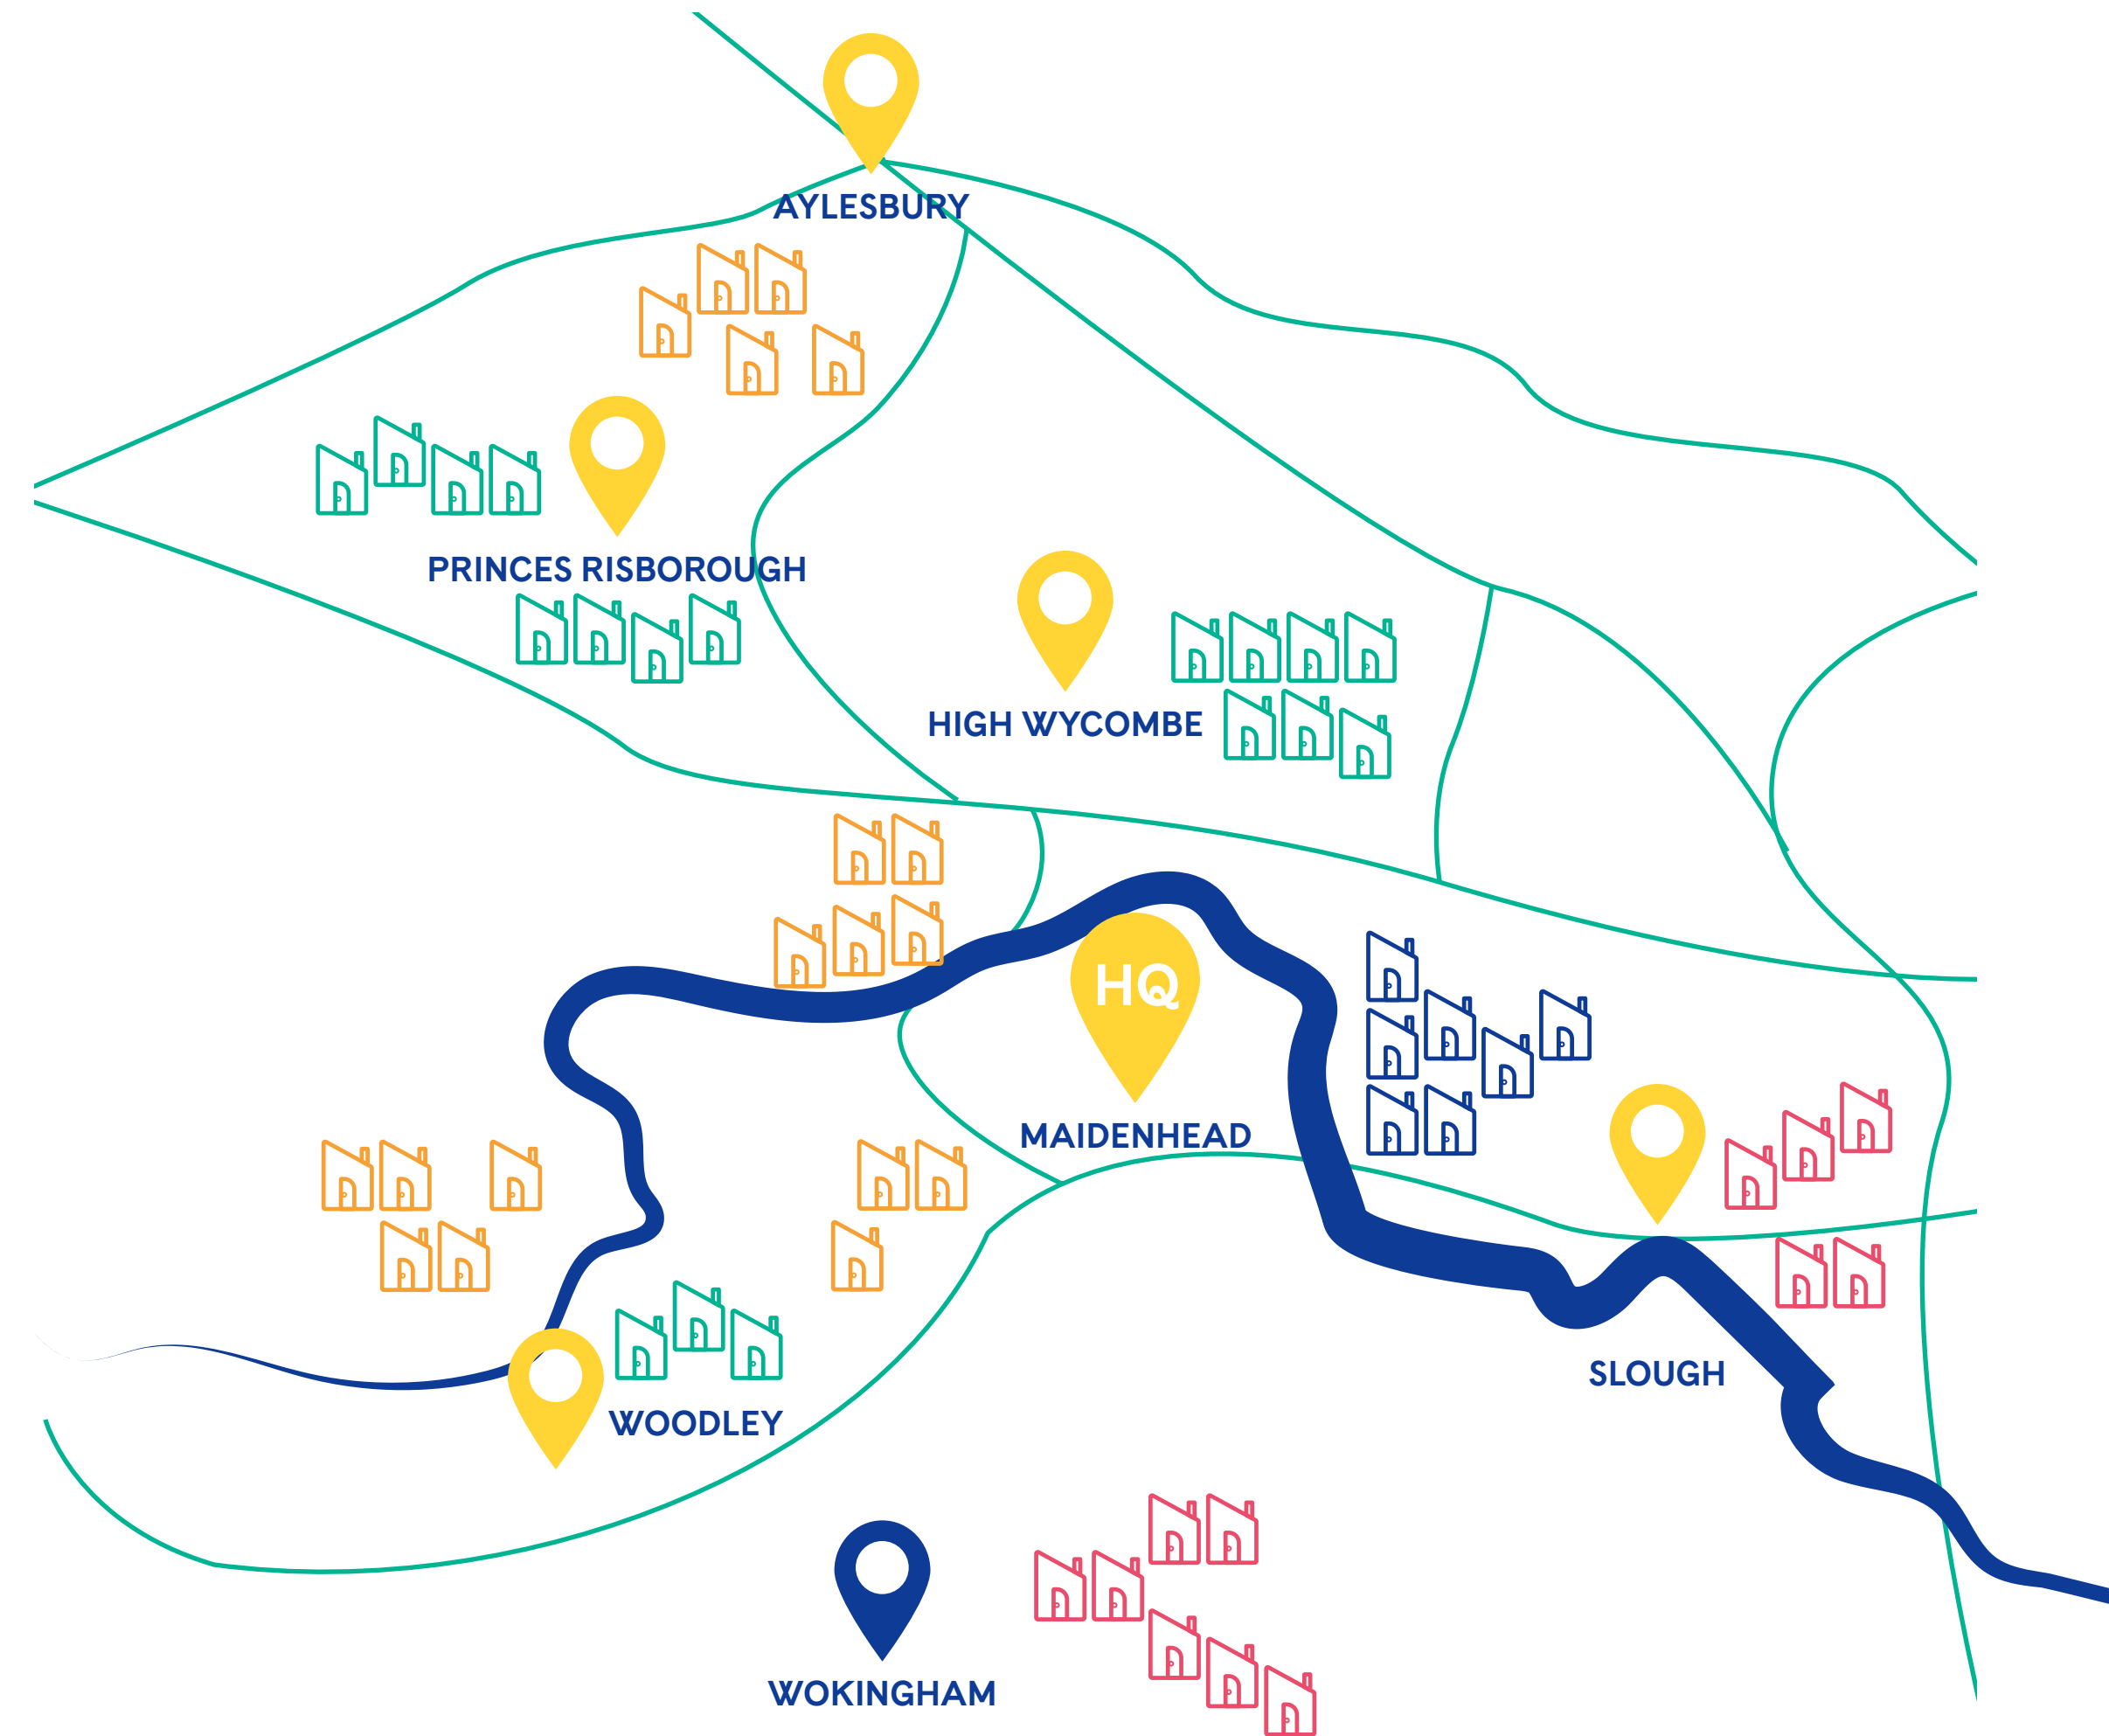 AYLESBURY
PRINCES RISBOROUGH
HIGH WYCOMBE
HQ
MAIDENHEAD
SLOUGH
WOODLEY
WOKINGHAM